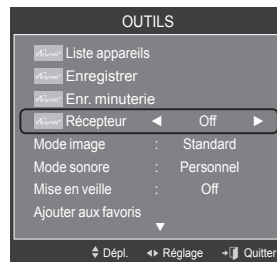 OUTILS
Liste appareils
Enregistrer
Enr. minuterie
Récepteur ◄ Off ►
Mode image : Standard
Mode sonore : Personnel
Mise en veille : Off
Ajouter aux favoris
▼
Dépl. Réglage Quitter